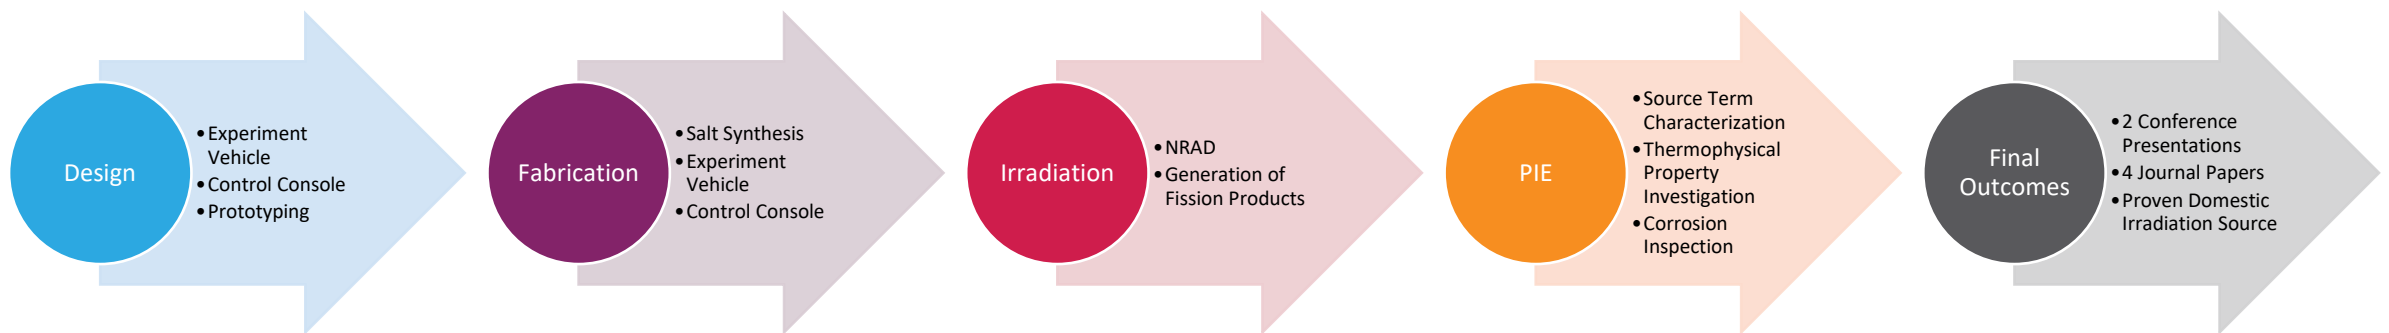 Design
•Experiment
Vehicle
•Control Console
•Prototyping
Fabrication
•Salt Synthesis
•Experiment
Vehicle
•Control Console
Irradiation
•NRAD
•Generation of
Fission Products
PIE
•Source Term
Characterization
•Thermophysical
Property
Investigation
•Corrosion
Inspection
Final
Outcomes
•2 Conference
Presentations
•4 Journal Papers
•Proven Domestic
Irradiation Source